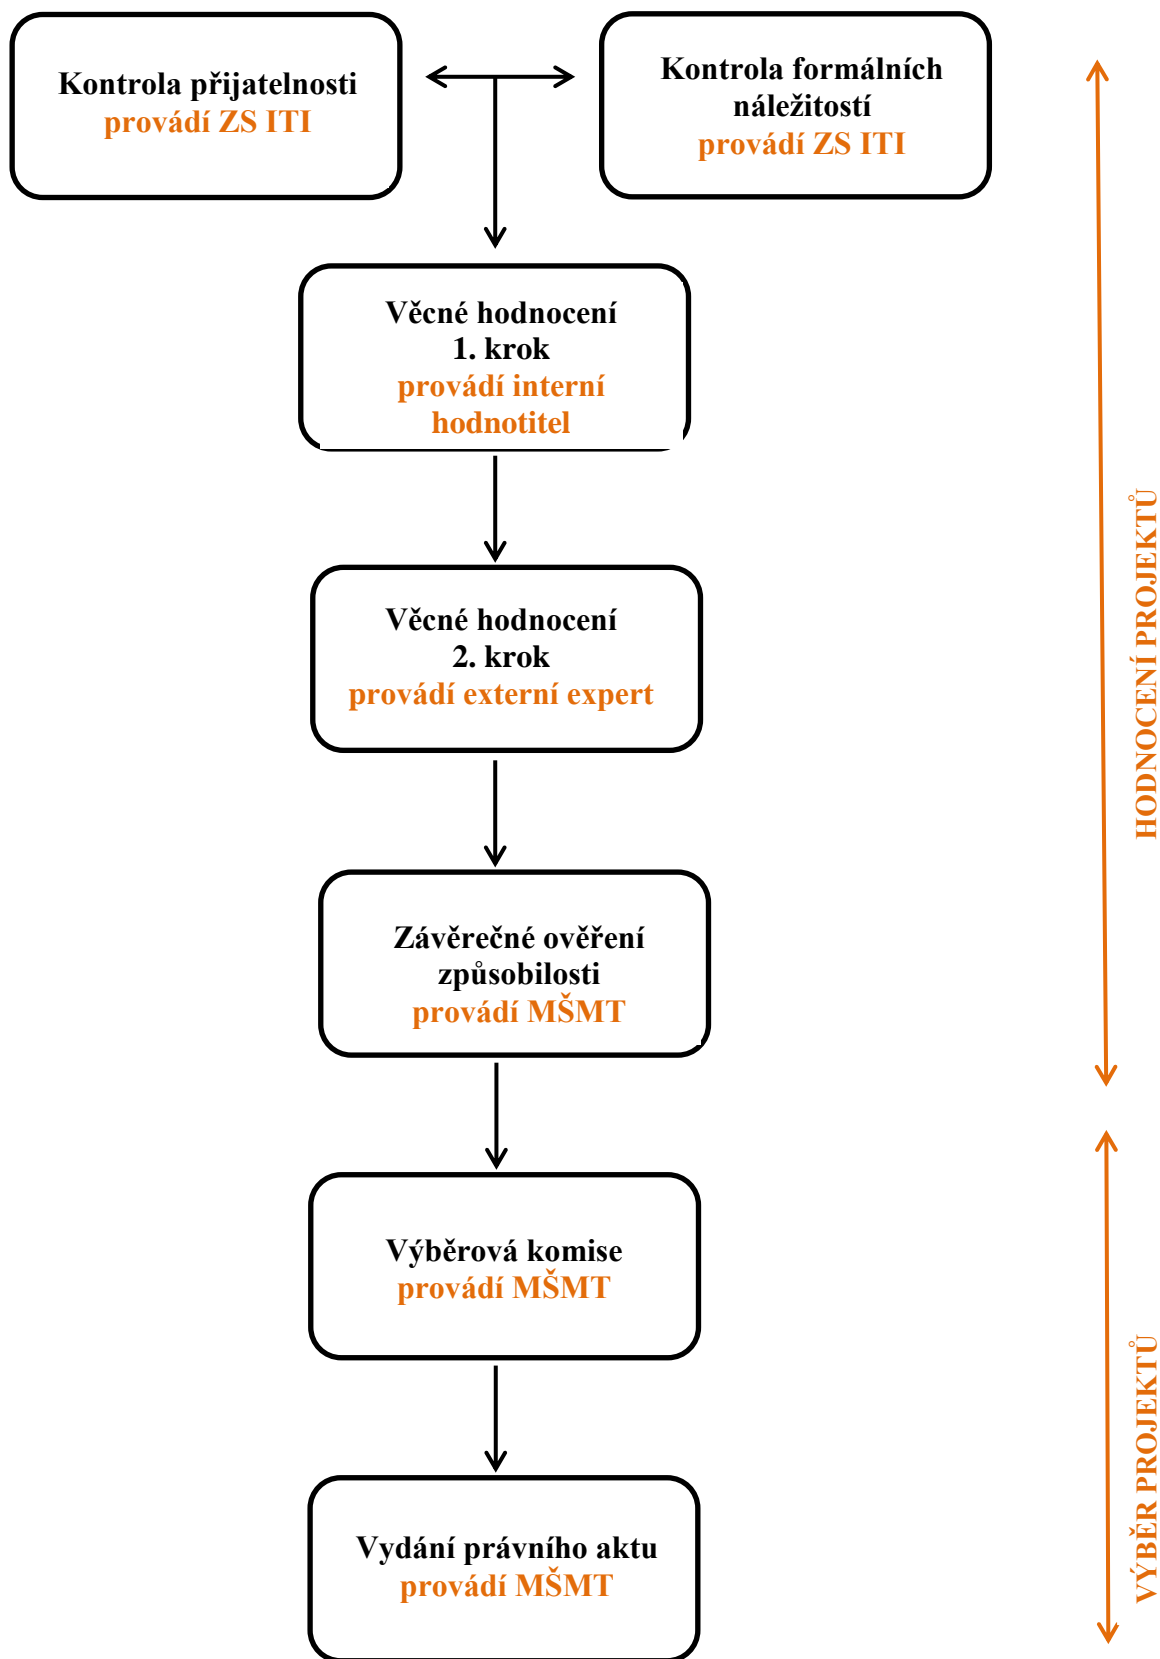 Kontrola přijatelnosti
provádí ZS ITI
Kontrola formálních
náležitostí
provádí ZS ITI
Věcné hodnocení
1. krok
provádí interní
hodnotitel
Věcné hodnocení
2. krok
provádí externí expert
Závěrečné ověření
způsobilosti
provádí MŠMT
HODNOCENÍ PROJEKTŮ
Výběrová komise
provádí MŠMT
Vydání právního aktu
provádí MŠMT
VÝBĚR PROJEKTŮ